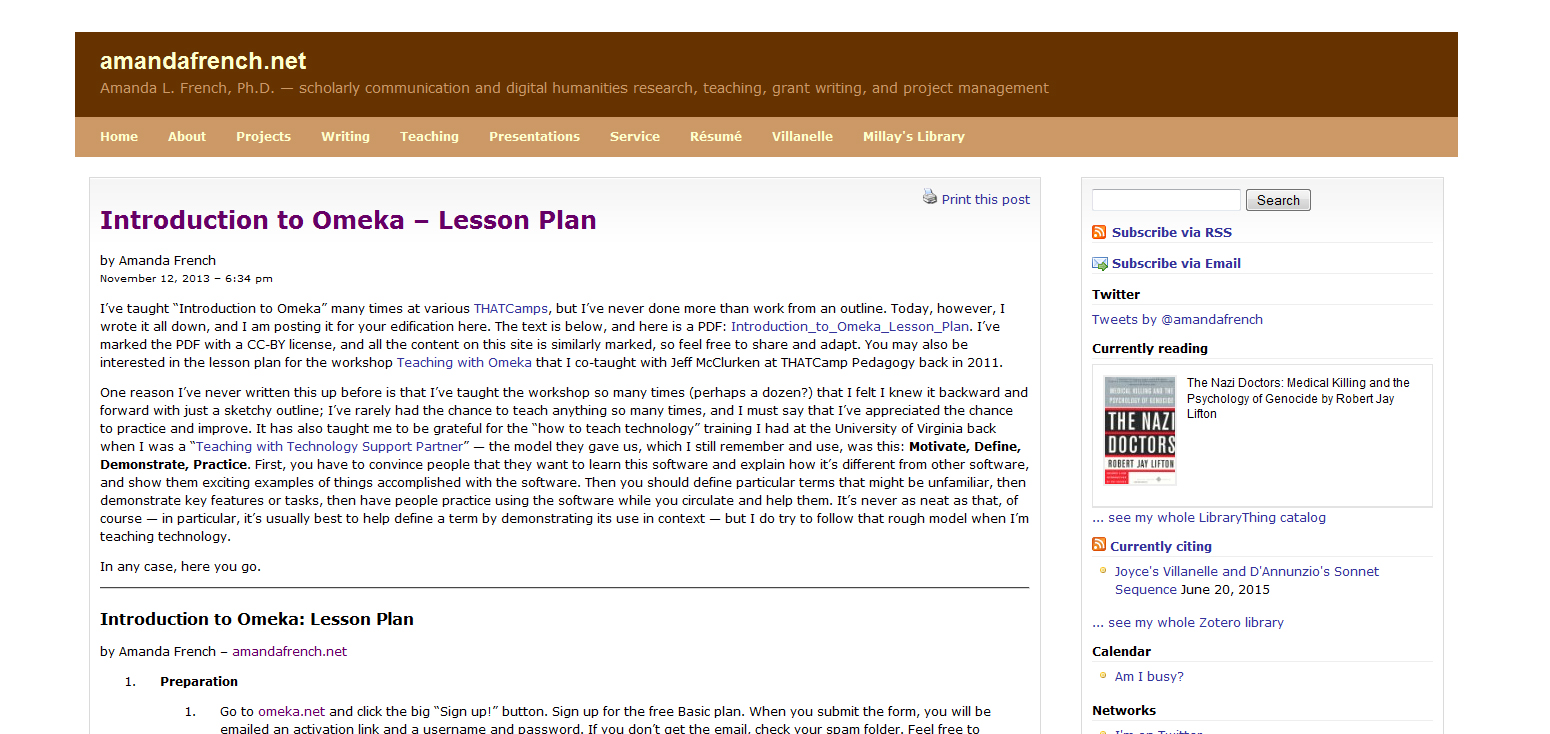 amandafrench.net
Amanda L. French, Ph.D. — scholarly communication and digital humanities research, teaching, grant writing, and project management
Home About Projects Writing Teaching Presentations Service Résumé Villanelle Millay's Library
Print this post
Introduction to Omeka – Lesson Plan
by Amanda French
November 12, 2013 – 6:34 pm
I've taught “Introduction to Omeka” many times at various THATCamps, but I've never done more than work from an outline. Today, however, I
wrote it all down, and I am posting it for your edification here. The text is below, and here is a PDF: Introduction_to_Omeka_Lesson_Plan. I've
marked the PDF with a CC-BY license, and all the content on this site is similarly marked, so feel free to share and adapt. You may also be
interested in the lesson plan for the workshop Teaching with Omeka that I co-taught with Jeff McClurken at THATCamp Pedagogy back in 2011.
One reason I've never written this up before is that I've taught the workshop so many times (perhaps a dozen?) that I felt I knew it backward and
forward with just a sketchy outline; I've rarely had the chance to teach anything so many times, and I must say that I've appreciated the chance
to practice and improve. It has also taught me to be grateful for the “how to teach technology” training I had at the University of Virginia back
when I was a “Teaching with Technology Support Partner” — the model they gave us, which I still remember and use, was this: Motivate, Define,
Demonstrate, Practice. First, you have to convince people that they want to learn this software and explain how it's different from other software,
and show them exciting examples of things accomplished with the software. Then you should define particular terms that might be unfamiliar, then
demonstrate key features or tasks, then have people practice using the software while you circulate and help them. It's never as neat as that, of
course — in particular, it's usually best to help define a term by demonstrating its use in context — but I do try to follow that rough model when I'm
teaching technology.
In any case, here you go.
Introduction to Omeka: Lesson Plan
by Amanda French – amandafrench.net
1. Preparation
1. Go to omeka.net and click the big “Sign up!” button. Sign up for the free Basic plan. When you submit the form, you will be
emailed an activation link and a username and password. If you don't get the email, check your spam folder. Feel free to
Search
Subscribe via RSS
Subscribe via Email
Twitter
Tweets by @amandafrench
Currently reading
MEDICAL KILLING AND THE
PSYCHOLOGY OF GENOCIDE
THE NAZI
DOCTORS
ROBERT JAY LIFTON
The Nazi Doctors: Medical Killing and the
Psychology of Genocide by Robert Jay
Lifton
... see my whole LibraryThing catalog
Currently citing
Joyce's Villanelle and D'Annunzio's Sonnet
Sequence June 20, 2015
... see my whole Zotero library
Calendar
Am I busy?
Networks
I'm on Twitter